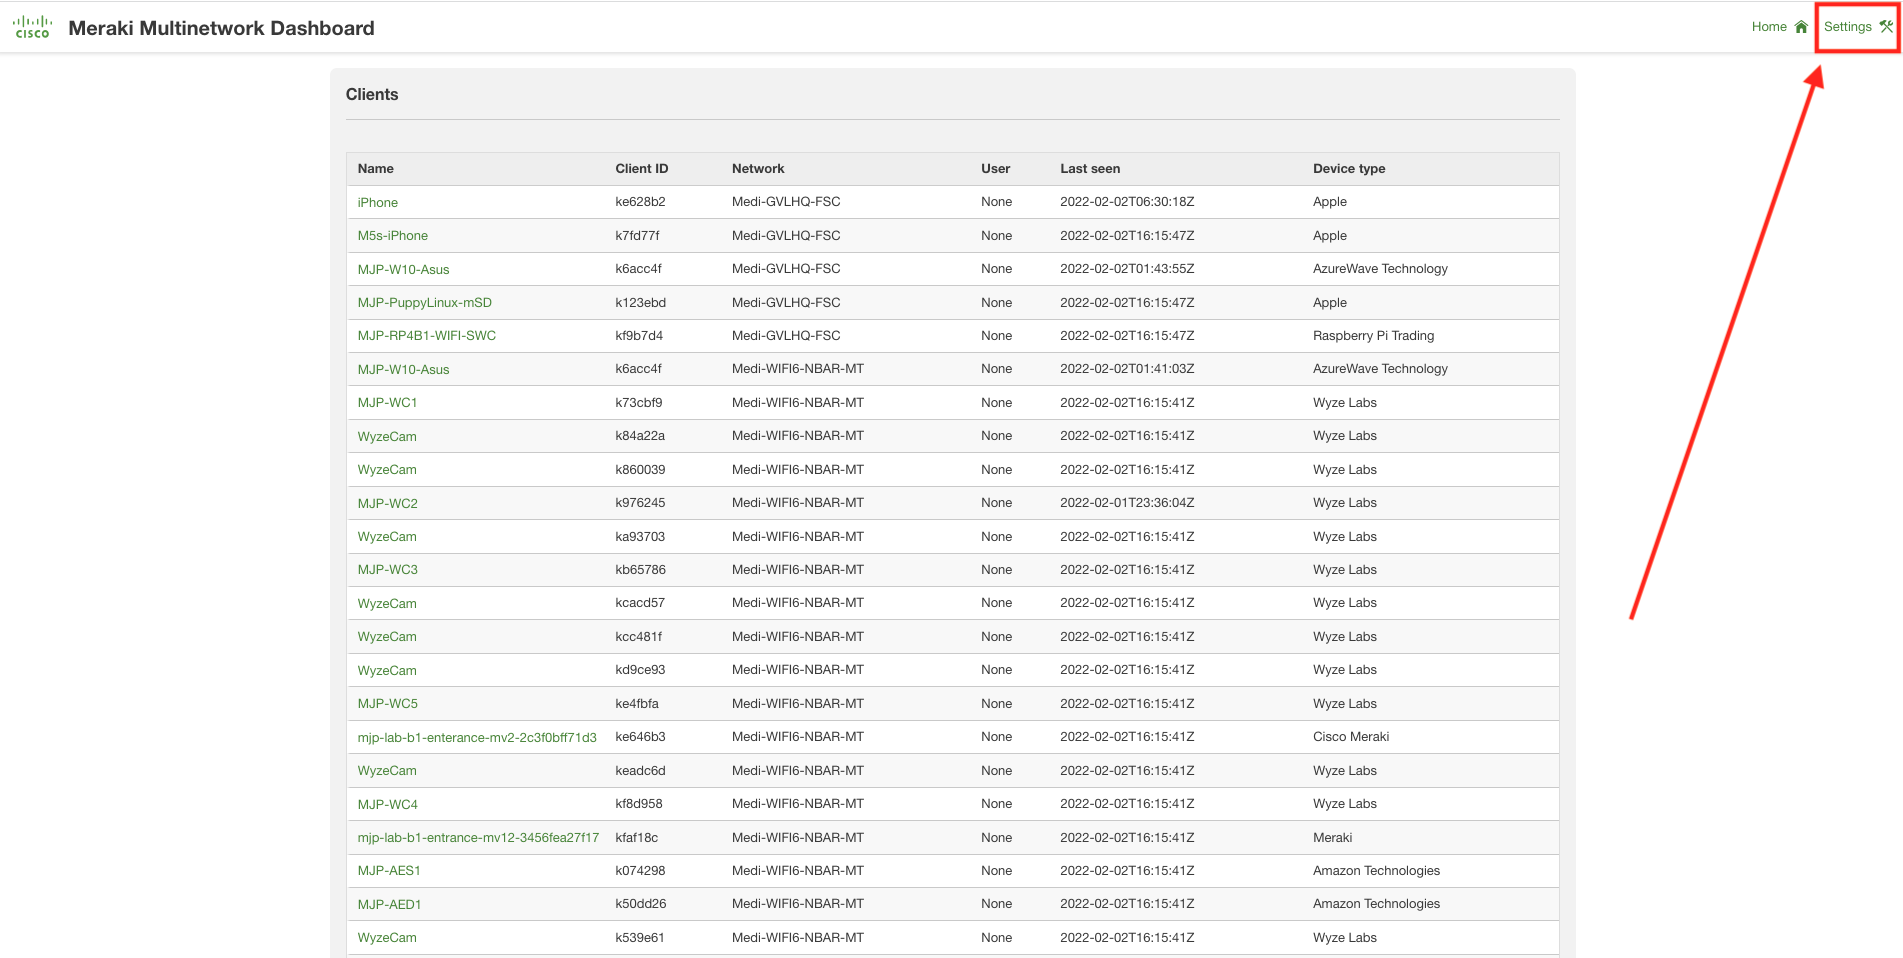 cisco Meraki Multinetwork Dashboard Home Settings
Clients
Name Client ID Network User Last seen Device type
iPhone ke628b2 Medi-GVLHQ-FSC None 2022-02-02T06:30:18Z Apple
M5s-iPhone k7fd77f Medi-GVLHQ-FSC None 2022-02-02T16:15:47Z Apple
MJP-W10-Asus k6acc4f Medi-GVLHQ-FSC None 2022-02-02T01:43:55Z AzureWave Technology
MJP-PuppyLinux-mSD k123ebd Medi-GVLHQ-FSC None 2022-02-02T16:15:47Z Apple
MJP-RP4B1-WIFI-SWC kf9b7d4 Medi-GVLHQ-FSC None 2022-02-02T16:15:47Z Raspberry Pi Trading
MJP-W10-Asus k6acc4f Medi-WIFI6-NBAR-MT None 2022-02-02T01:41:03Z AzureWave Technology
MJP-WC1 k73cbf9 Medi-WIFI6-NBAR-MT None 2022-02-02T16:15:41Z Wyze Labs
WyzeCam k84a22a Medi-WIFI6-NBAR-MT None 2022-02-02T16:15:41Z Wyze Labs
WyzeCam k860039 Medi-WIFI6-NBAR-MT None 2022-02-02T16:15:41Z Wyze Labs
MJP-WC2 k976245 Medi-WIFI6-NBAR-MT None 2022-02-01T23:36:04Z Wyze Labs
WyzeCam ka93703 Medi-WIFI6-NBAR-MT None 2022-02-02T16:15:41Z Wyze Labs
MJP-WC3 kb65786 Medi-WIFI6-NBAR-MT None 2022-02-02T16:15:41Z Wyze Labs
WyzeCam kcacd57 Medi-WIFI6-NBAR-MT None 2022-02-02T16:15:41Z Wyze Labs
WyzeCam kcc481f Medi-WIFI6-NBAR-MT None 2022-02-02T16:15:41Z Wyze Labs
WyzeCam kd9ce93 Medi-WIFI6-NBAR-MT None 2022-02-02T16:15:41Z Wyze Labs
MJP-WC5 ke4fbfa Medi-WIFI6-NBAR-MT None 2022-02-02T16:15:41Z Wyze Labs
mjp-lab-b1-enterance-mv2-2c3f0bff71d3 ke646b3 Medi-WIFI6-NBAR-MT None 2022-02-02T16:15:41Z Cisco Meraki
WyzeCam keadc6d Medi-WIFI6-NBAR-MT None 2022-02-02T16:15:41Z Wyze Labs
MJP-WC4 kf8d958 Medi-WIFI6-NBAR-MT None 2022-02-02T16:15:41Z Wyze Labs
mjp-lab-b1-entrance-mv12-3456fea27f17 kfaf18c Medi-WIFI6-NBAR-MT None 2022-02-02T16:15:41Z Meraki
MJP-AES1 k074298 Medi-WIFI6-NBAR-MT None 2022-02-02T16:15:41Z Amazon Technologies
MJP-AED1 k50dd26 Medi-WIFI6-NBAR-MT None 2022-02-02T16:15:41Z Amazon Technologies
WyzeCam k539e61 Medi-WIFI6-NBAR-MT None 2022-02-02T16:15:41Z Wyze Labs